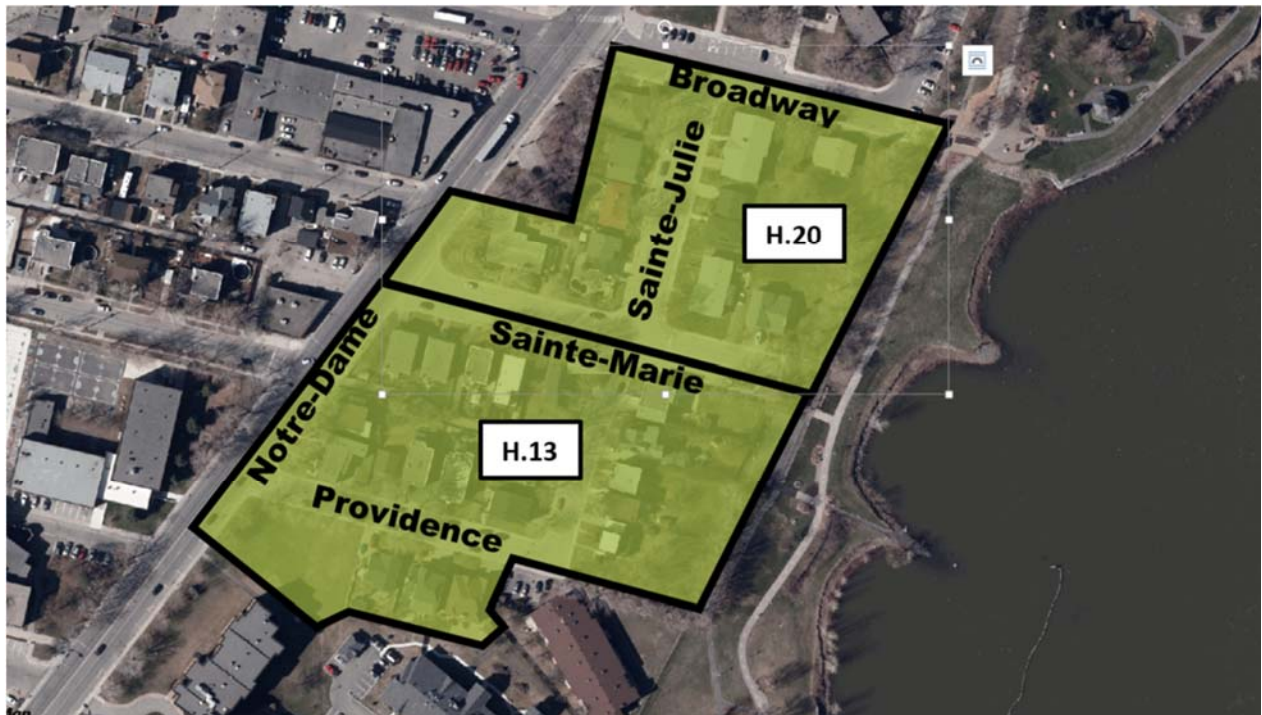 Broadway
Sainte-Julie
H.20
Sainte-Marie
Notre-Dame
H.13
Providence